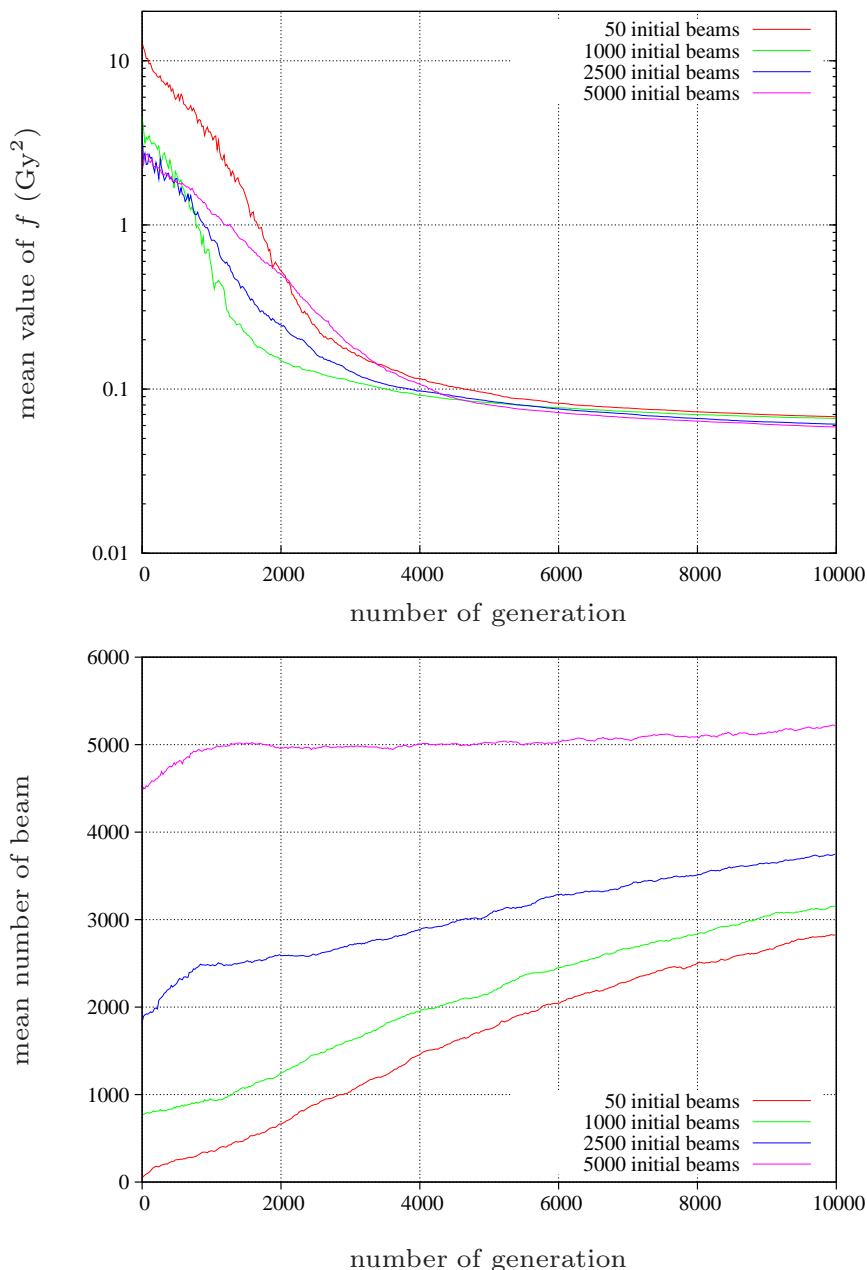 10
1
0.1
0.01
mean value of f (Gy²)
50 initial beams
1000 initial beams
2500 initial beams
5000 initial beams
0 2000 4000 6000 8000 10000
number of generation
6000
5000
4000
3000
2000
1000
0
mean number of beam
50 initial beams
1000 initial beams
2500 initial beams
5000 initial beams
0 2000 4000 6000 8000 10000
number of generation